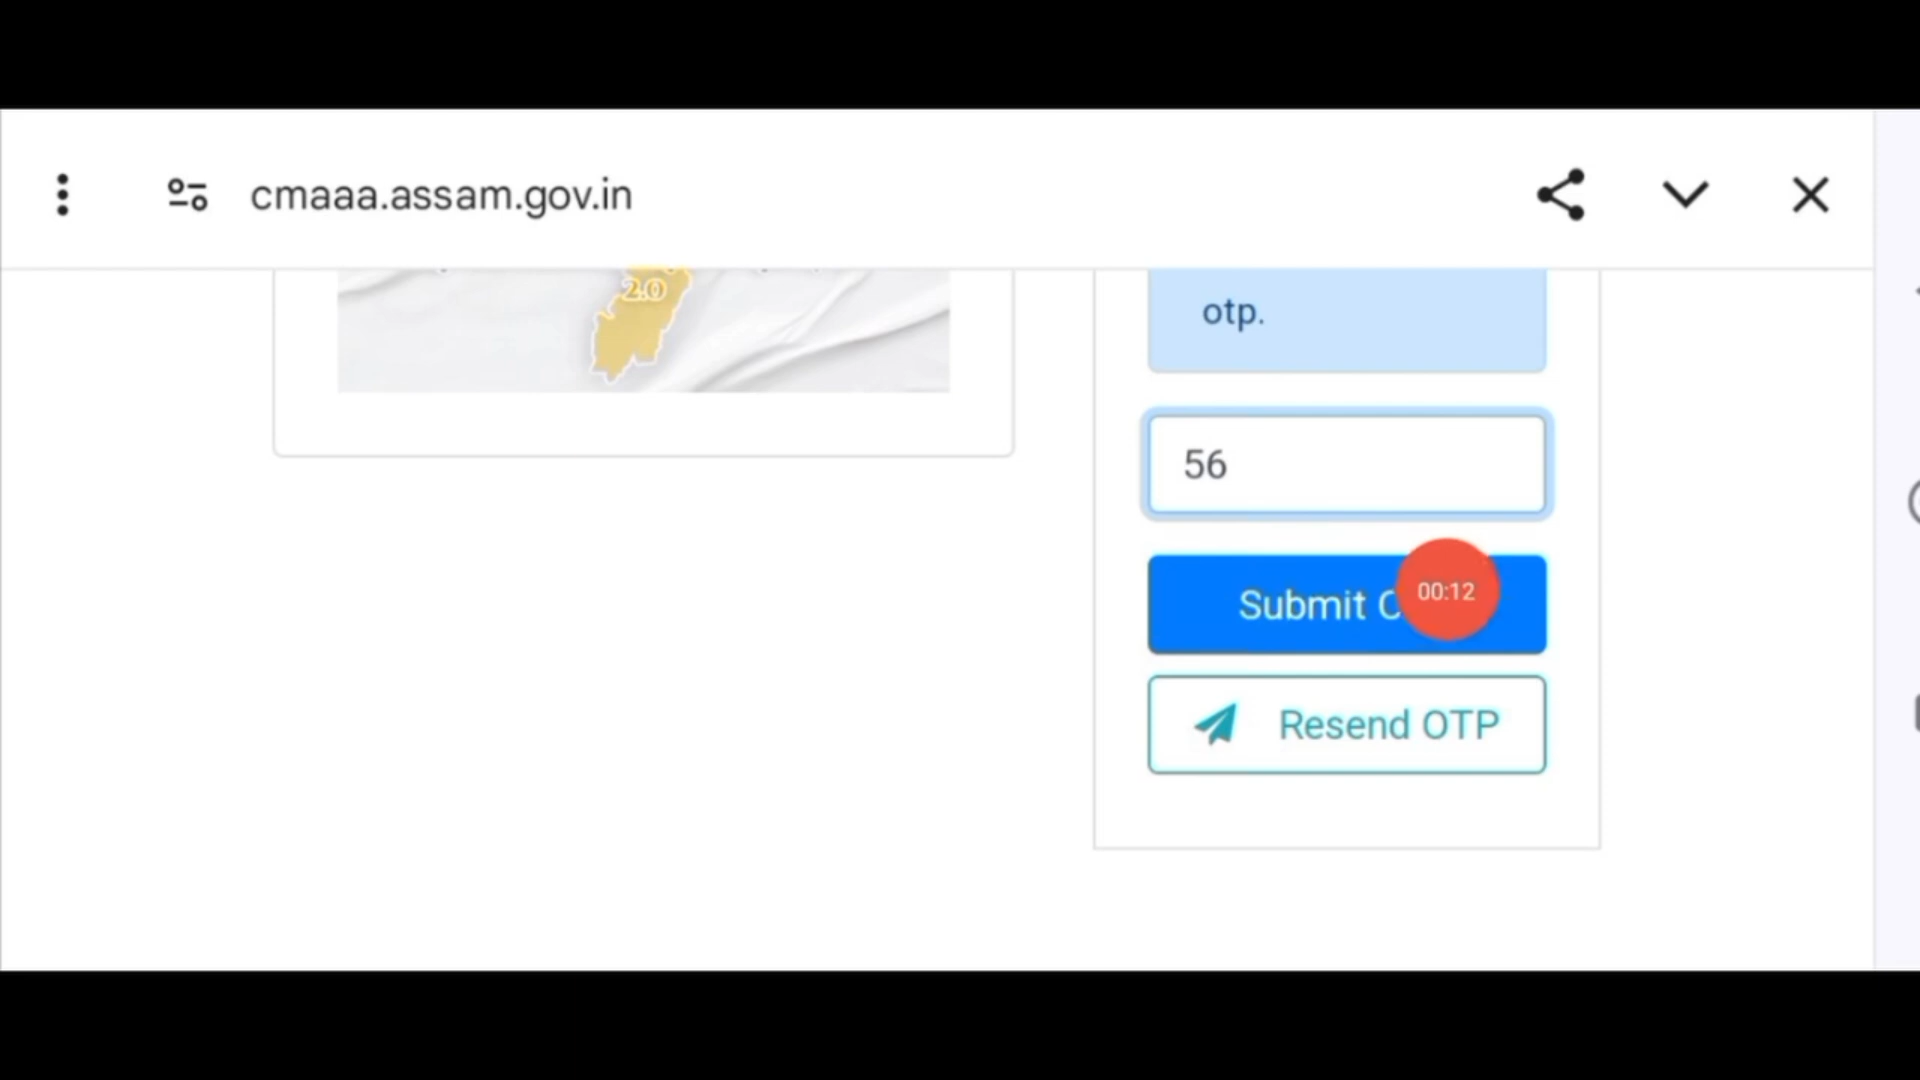 cmaaa.assam.gov.in
2.0
otp.
56
Submit
00:12
Resend OTP